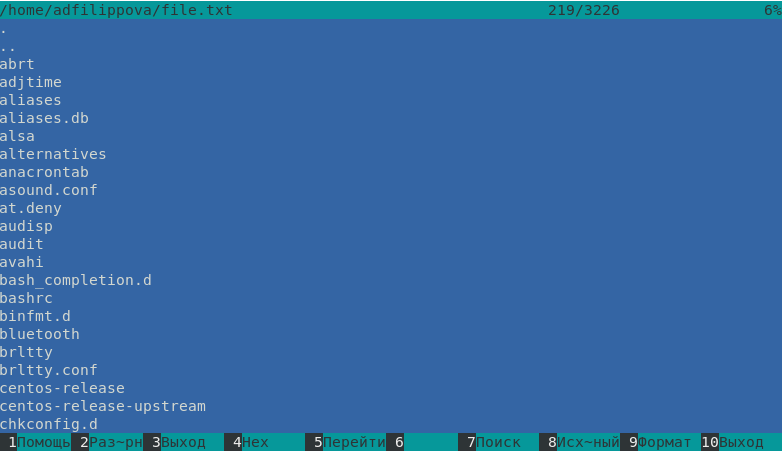 /home/adfilippova/file.txt 219/3226 6%
.
..
abrt
adjtime
aliases
aliases.db
alsa
alternatives
anacrontab
asound.conf
at.deny
audisp
audit
avahi
bash_completion.d
bashrc
binfmt.d
bluetooth
brltty
brltty.conf
centos-release
centos-release-upstream
chkconfig.d
1Помощь 2Раз~рн 3Выход 4Hex 5Перейти 6 7Поиск 8Исх~ный 9Формат 10Выход